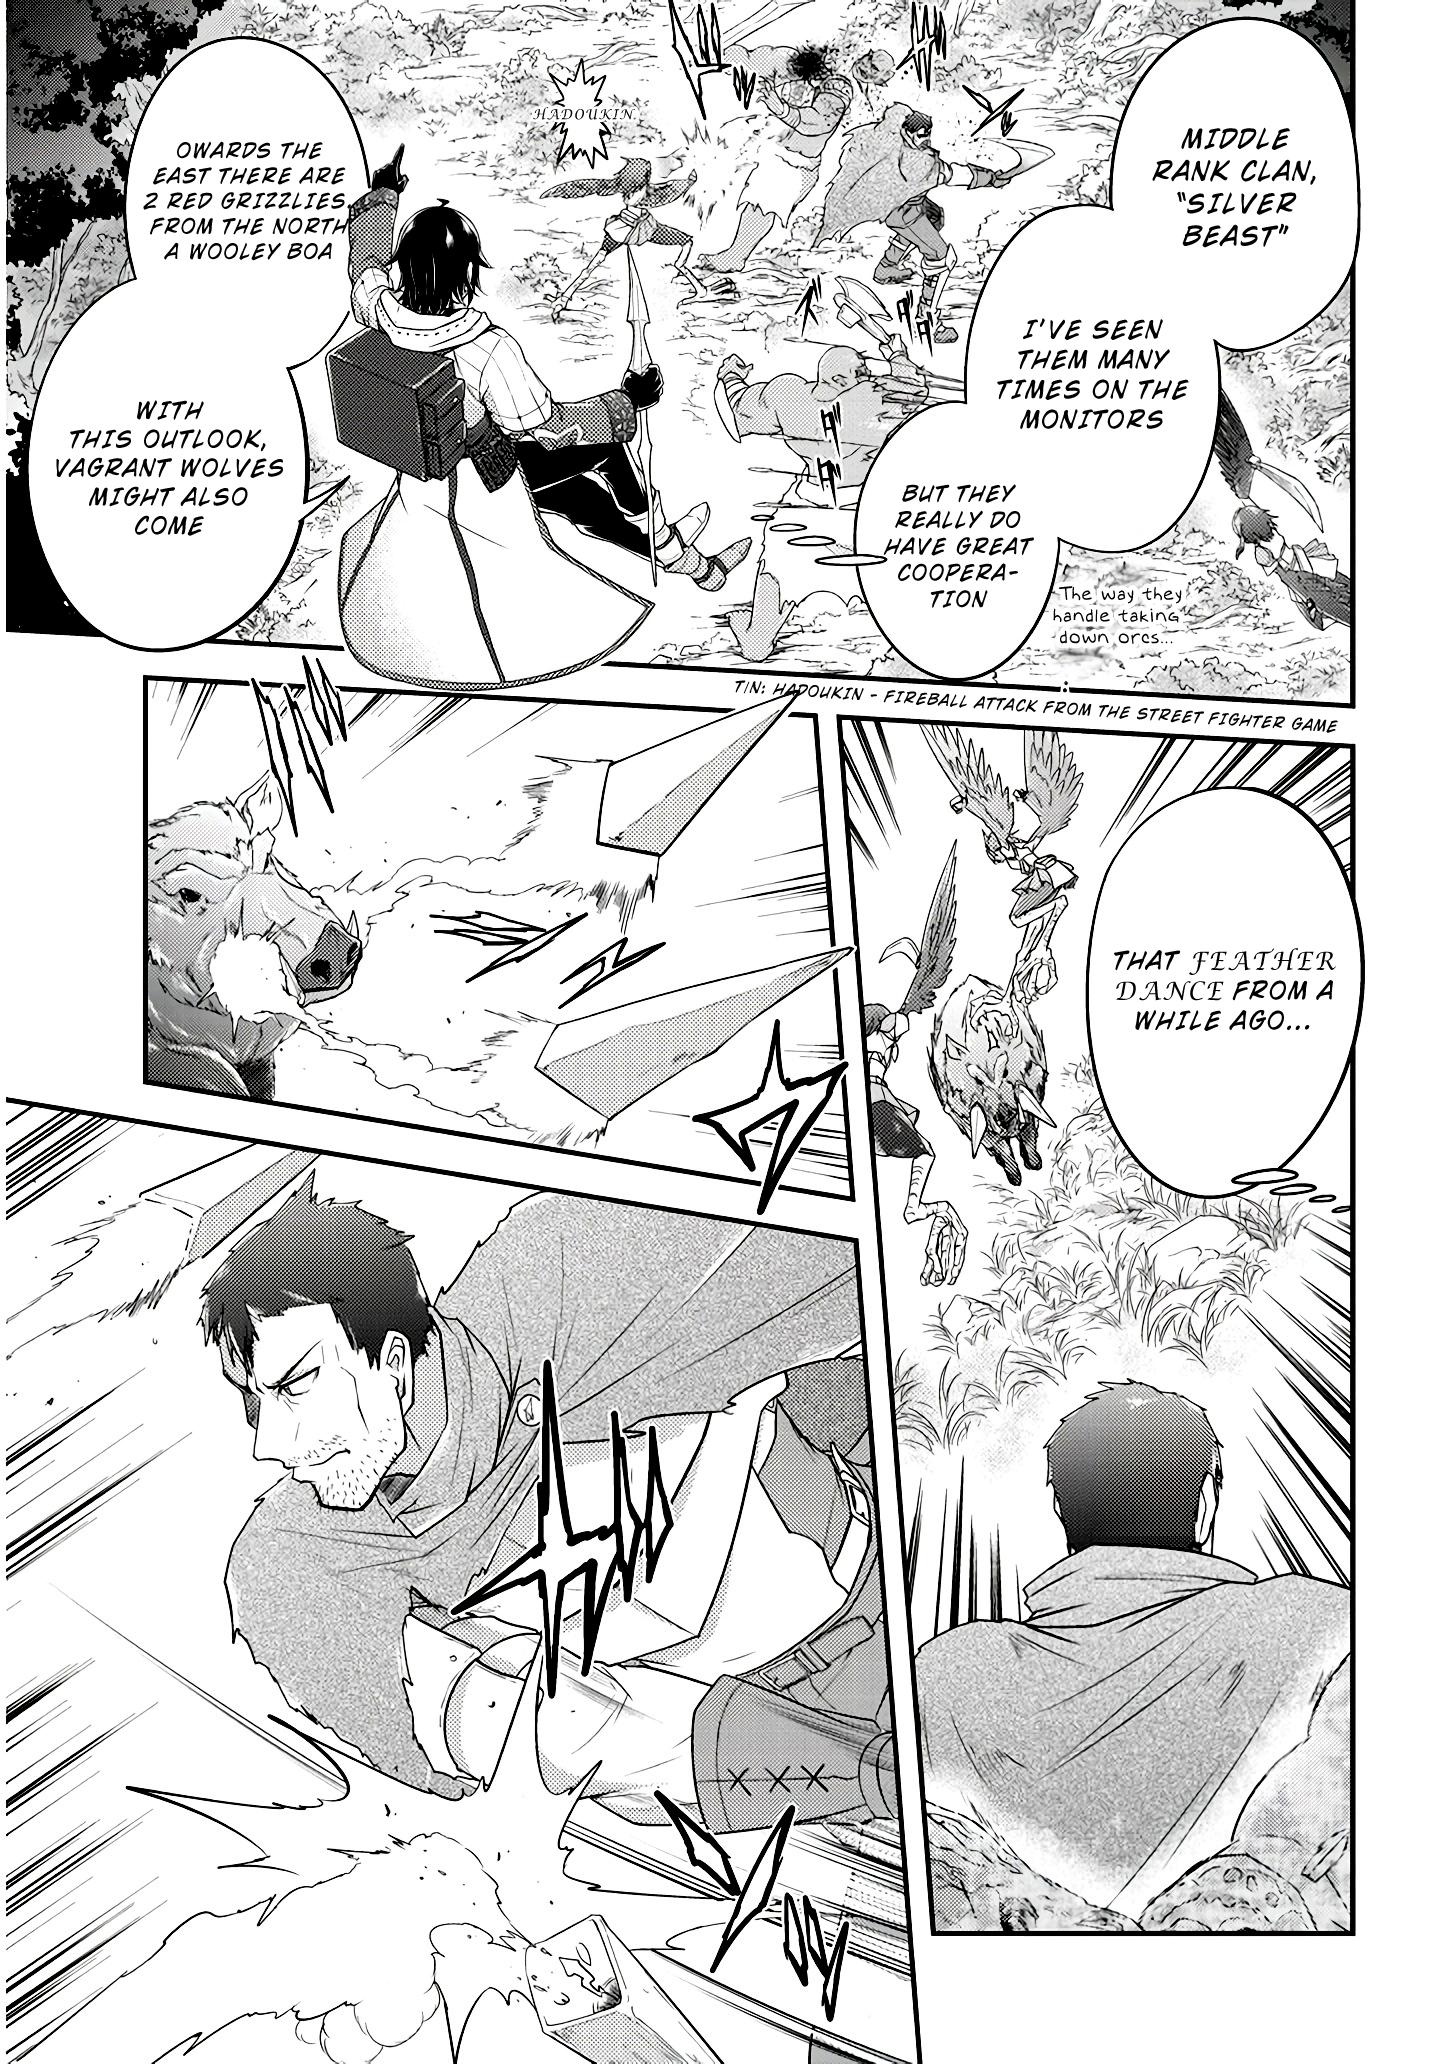 MIDDLE
RANK CLAN,
"SILVER
BEAST"
I'VE SEEN
THEM MANY
TIMES ON THE
MONITORS
BUT THEY
REALLY DO
HAVE GREAT
COOPERA-
TION
The way they
handle taking
down orcs...
HADOUKIN
OWARDS THE
EAST THERE ARE
2 RED GRIZZLIES,
FROM THE NORTH
A WOOLEY BOA
WITH
THIS OUTLOOK,
VAGRANT WOLVES
MIGHT ALSO
COME
T/N: HADOUKIN - FIREBALL ATTACK FROM THE STREET FIGHTER GAME
THAT FEATHER
DANCE FROM A
WHILE AGO...